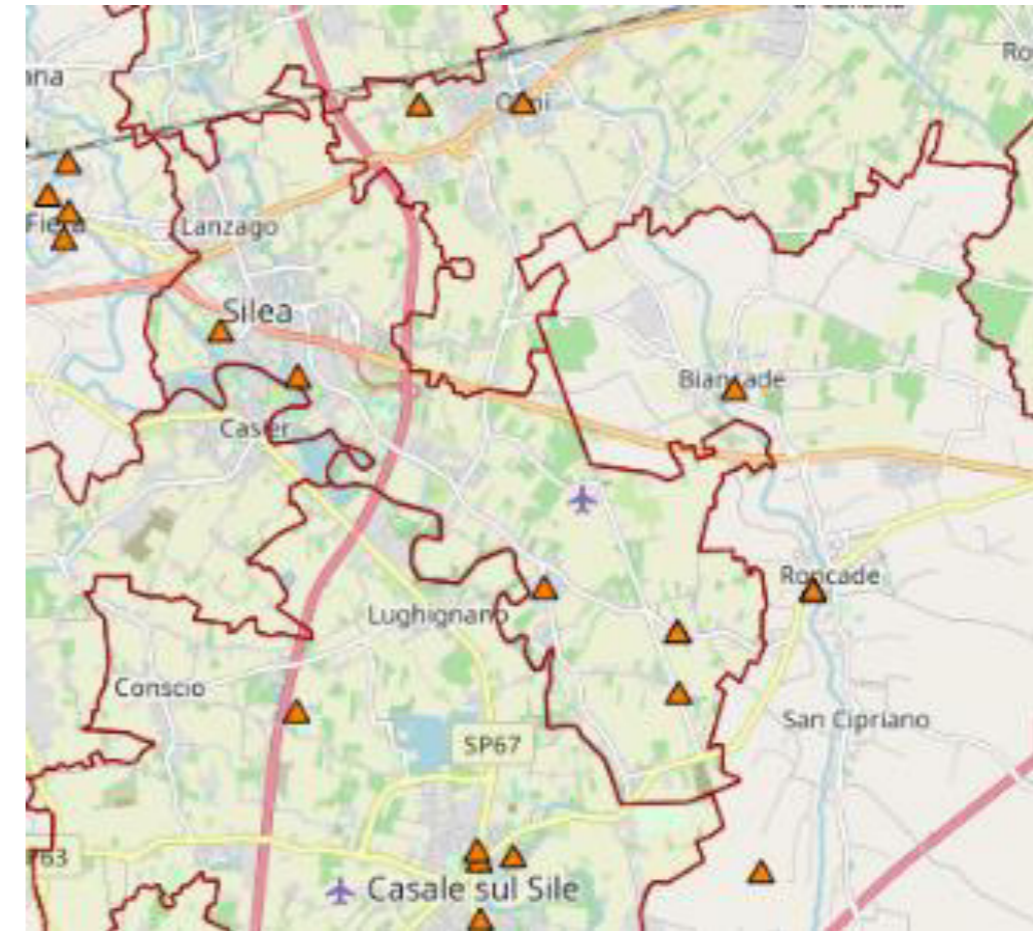 Lanzago
Silea
Casier
Biancade
Roncade
Lughignano
Conscio
SP67
San Cipriano
Casale sul Sile